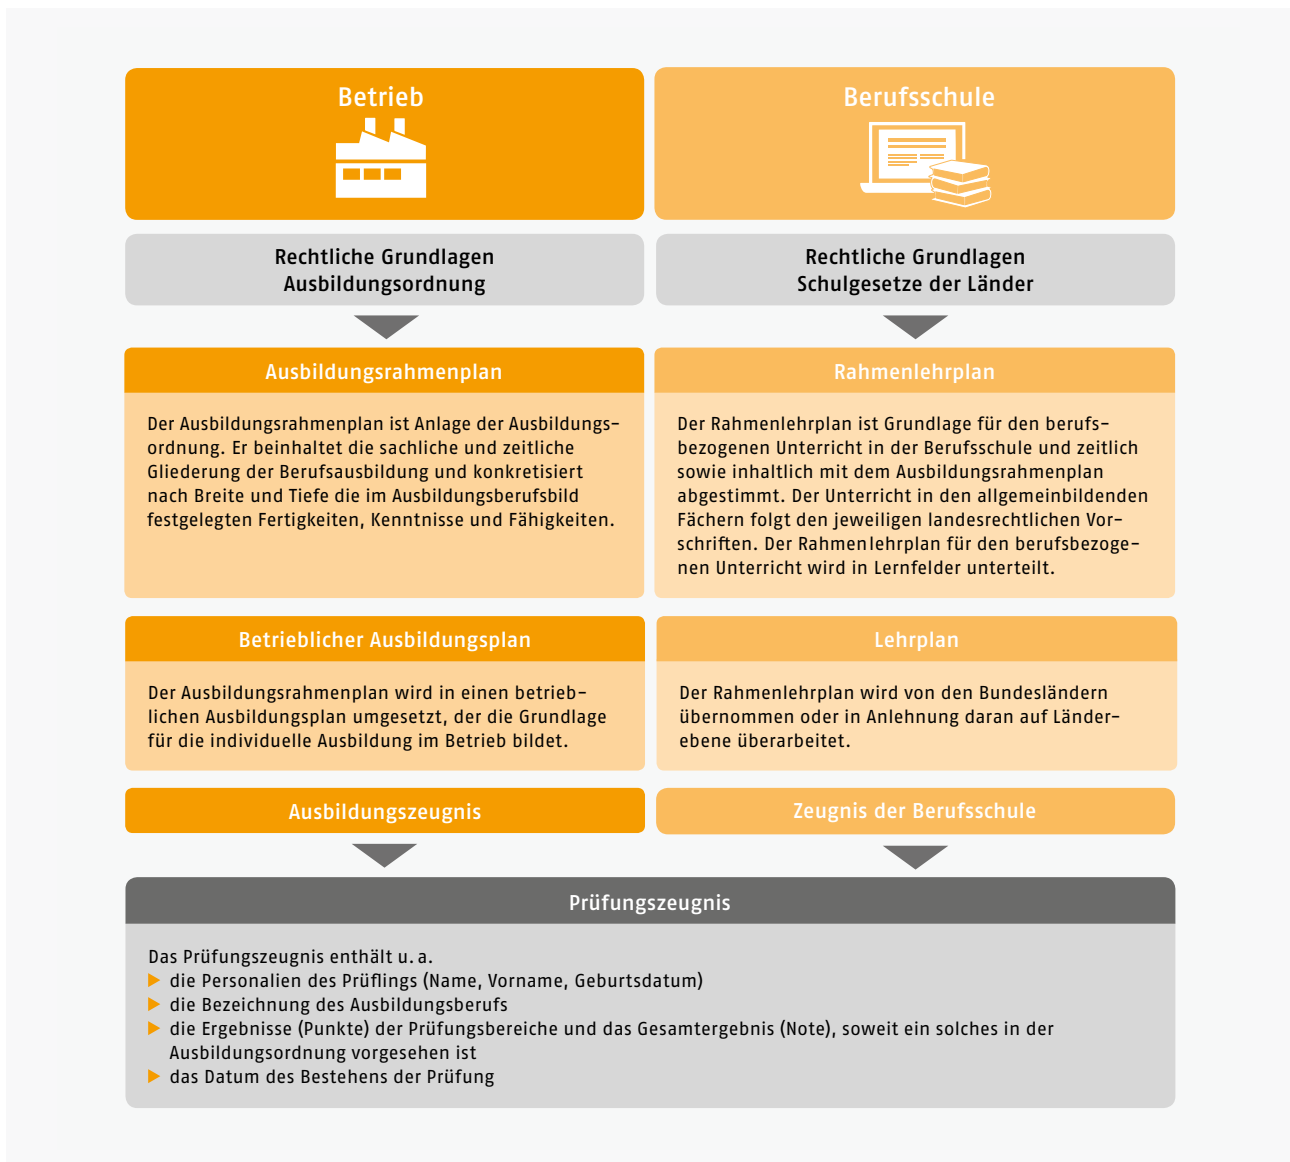 Betrieb
Berufsschule
Rechtliche Grundlagen
Ausbildungsordnung
Rechtliche Grundlagen
Schulgesetze der Länder
Ausbildungsrahmenplan
Der Ausbildungsrahmenplan ist Anlage der Ausbildungs-
ordnung. Er beinhaltet die sachliche und zeitliche
Gliederung der Berufsausbildung und konkretisiert
nach Breite und Tiefe die im Ausbildungsberufsbild
festgelegten Fertigkeiten, Kenntnisse und Fähigkeiten.
Rahmenlehrplan
Der Rahmenlehrplan ist Grundlage für den berufs-
bezogenen Unterricht in der Berufsschule und zeitlich
sowie inhaltlich mit dem Ausbildungsrahmenplan
abgestimmt. Der Unterricht in den allgemeinbildenden
Fächern folgt den jeweiligen landesrechtlichen Vor-
schriften. Der Rahmenlehrplan für den berufsbezoge-
nen Unterricht wird in Lernfelder unterteilt.
Betrieblicher Ausbildungsplan
Der Ausbildungsrahmenplan wird in einen betrieb-
lichen Ausbildungsplan umgesetzt, der die Grundlage
für die individuelle Ausbildung im Betrieb bildet.
Lehrplan
Der Rahmenlehrplan wird von den Bundesländern
übernommen oder in Anlehnung daran auf Länder-
ebene überarbeitet.
Ausbildungszeugnis
Zeugnis der Berufsschule
Prüfungszeugnis
Das Prüfungszeugnis enthält u. a.
die Personalien des Prüflings (Name, Vorname, Geburtsdatum)
die Bezeichnung des Ausbildungsberufs
die Ergebnisse (Punkte) der Prüfungsbereiche und das Gesamtergebnis (Note), soweit ein solches in der
Ausbildungsordnung vorgesehen ist
das Datum des Bestehens der Prüfung